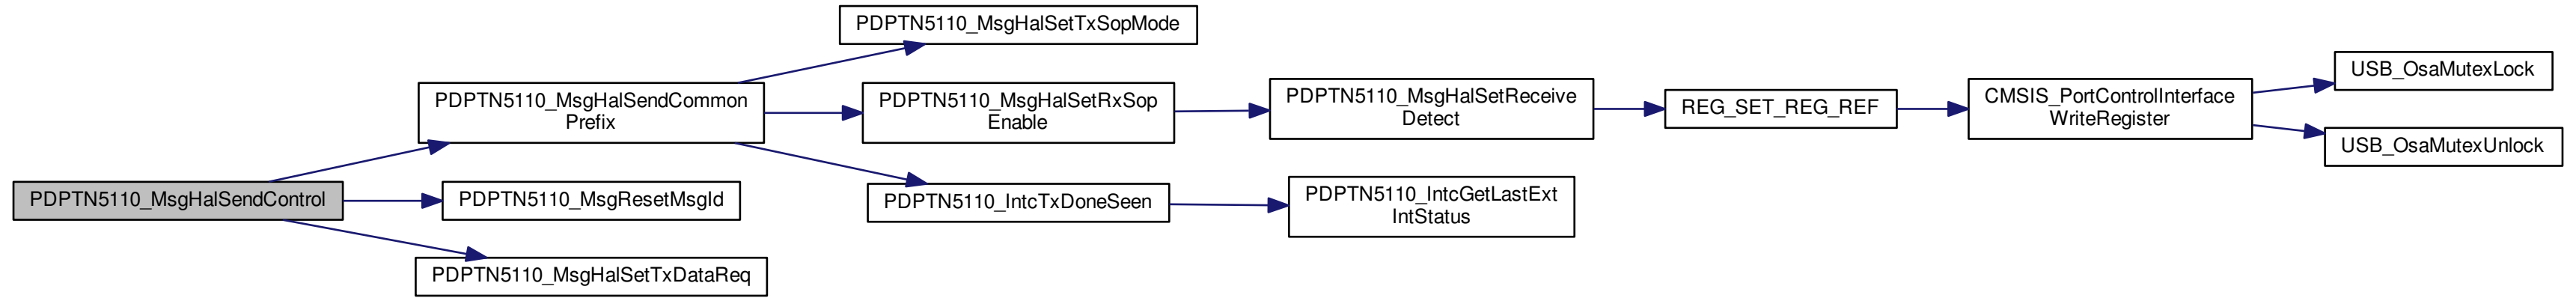 PDPTN5110_MsgHalSendControl
PDPTN5110_MsgHalSendCommon
Prefix
PDPTN5110_MsgResetMsgId
PDPTN5110_MsgHalSetTxDataReq
PDPTN5110_MsgHalSetTxSopMode
PDPTN5110_MsgHalSetRxSop
Enable
PDPTN5110_IntcTxDoneSeen
PDPTN5110_MsgHalSetReceive
Detect
PDPTN5110_IntcGetLastExt
IntStatus
REG_SET_REG_REF
CMSIS_PortControlInterface
WriteRegister
USB_OsaMutexLock
USB_OsaMutexUnlock